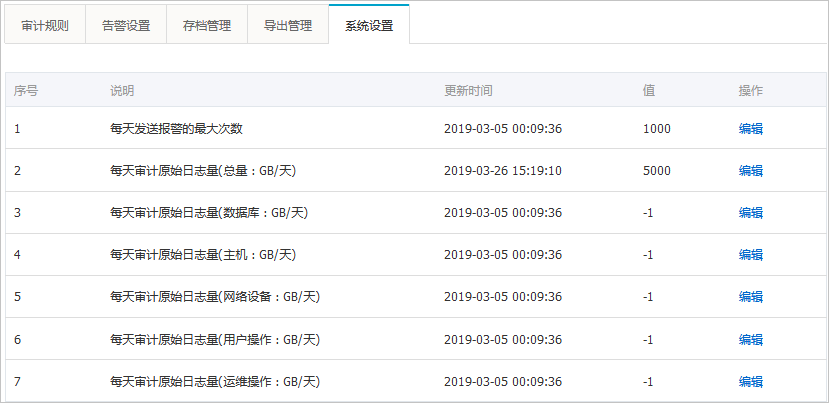 审计规则 告警设置 存档管理 导出管理 系统设置
序号 说明 更新时间 值 操作
1 每天发送报警的最大次数 2019-03-05 00:09:36 1000 编辑
2 每天审计原始日志量(总量：GB/天) 2019-03-26 15:19:10 5000 编辑
3 每天审计原始日志量(数据库：GB/天) 2019-03-05 00:09:36 -1 编辑
4 每天审计原始日志量(主机：GB/天) 2019-03-05 00:09:36 -1 编辑
5 每天审计原始日志量(网络设备：GB/天) 2019-03-05 00:09:36 -1 编辑
6 每天审计原始日志量(用户操作：GB/天) 2019-03-05 00:09:36 -1 编辑
7 每天审计原始日志量(运维操作：GB/天) 2019-03-05 00:09:36 -1 编辑